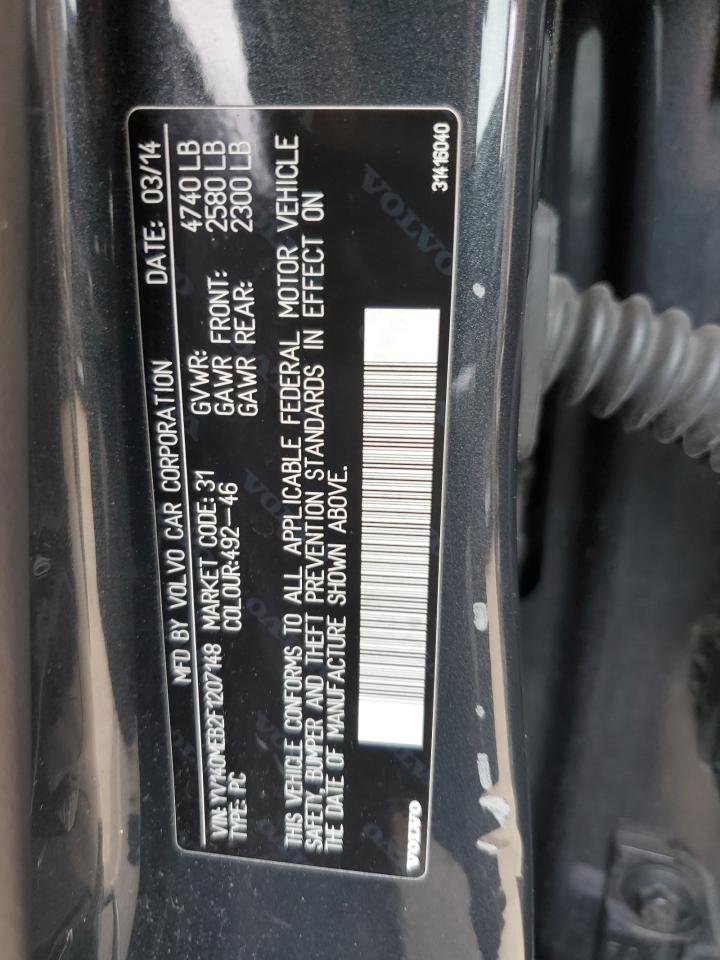 MFD BY VOLVO CAR CORPORATION DATE: 03/14
VIN: YV140MEB2F1207148 MARKET CODE: 31 GVWR: 4740 LB
TYPE: PC COLOUR:492-46 GAWR FRONT: 2580 LB
GAWR REAR: 2300 LB
THIS VEHICLE CONFORMS TO ALL APPLICABLE FEDERAL MOTOR VEHICLE
SAFETY, BUMPER AND THEFT PREVENTION STANDARDS IN EFFECT ON
THE DATE OF MANUFACTURE SHOWN ABOVE.
VOLVO 31416040